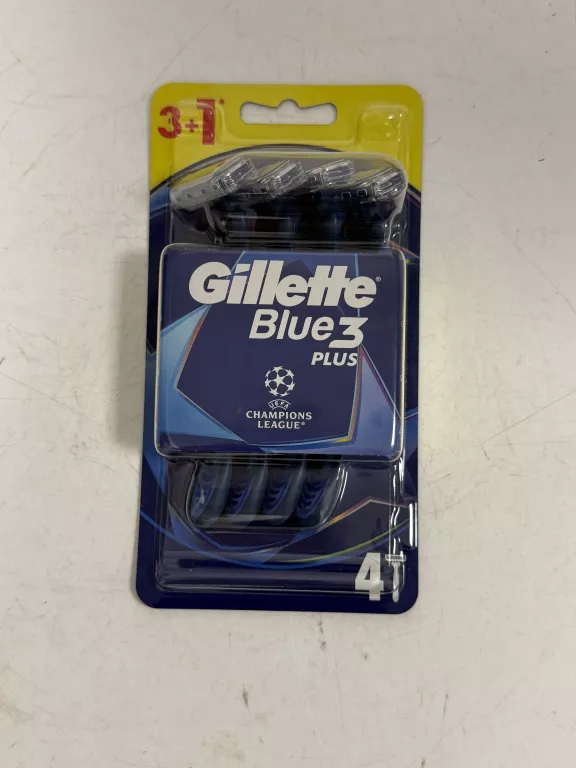 3+1*
Gillette®
Blue3
PLUS
UEFA
CHAMPIONS
LEAGUE®
4